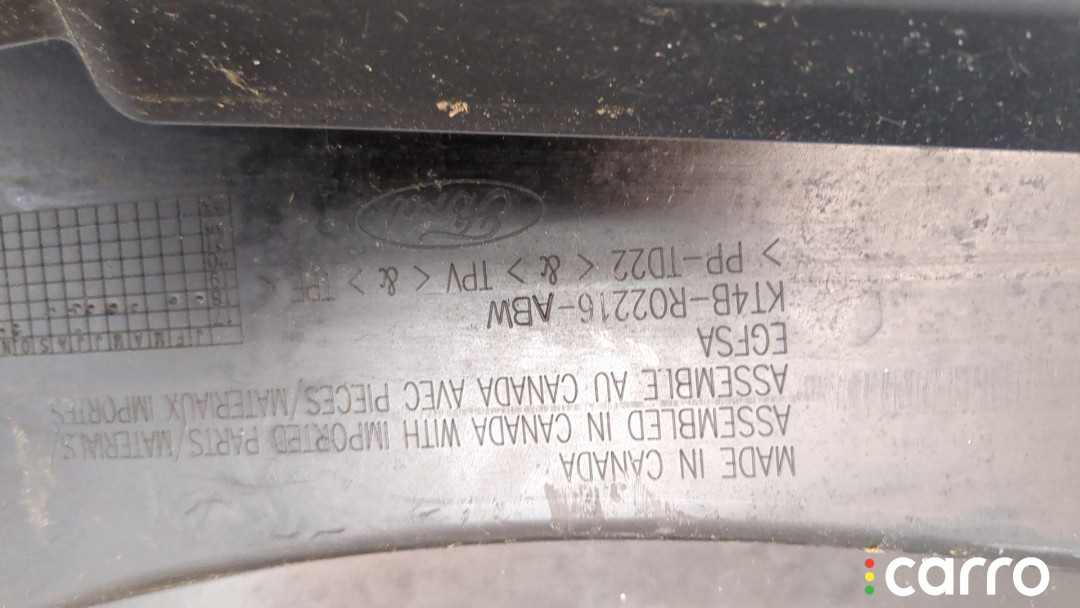 MADE IN CANADA
ASSEMBLED IN CANADA WITH IMPORTED PARTS/MATERIALS/
ASSEMBLE AU CANADA AVEC PIECES/MATERIAUX IMPORTES
EGFSA
KT4B-R02216-ABW
> PP-TD22 < & > TPV < & > TPE <
Ford
J F M A M J J A S O N
carro